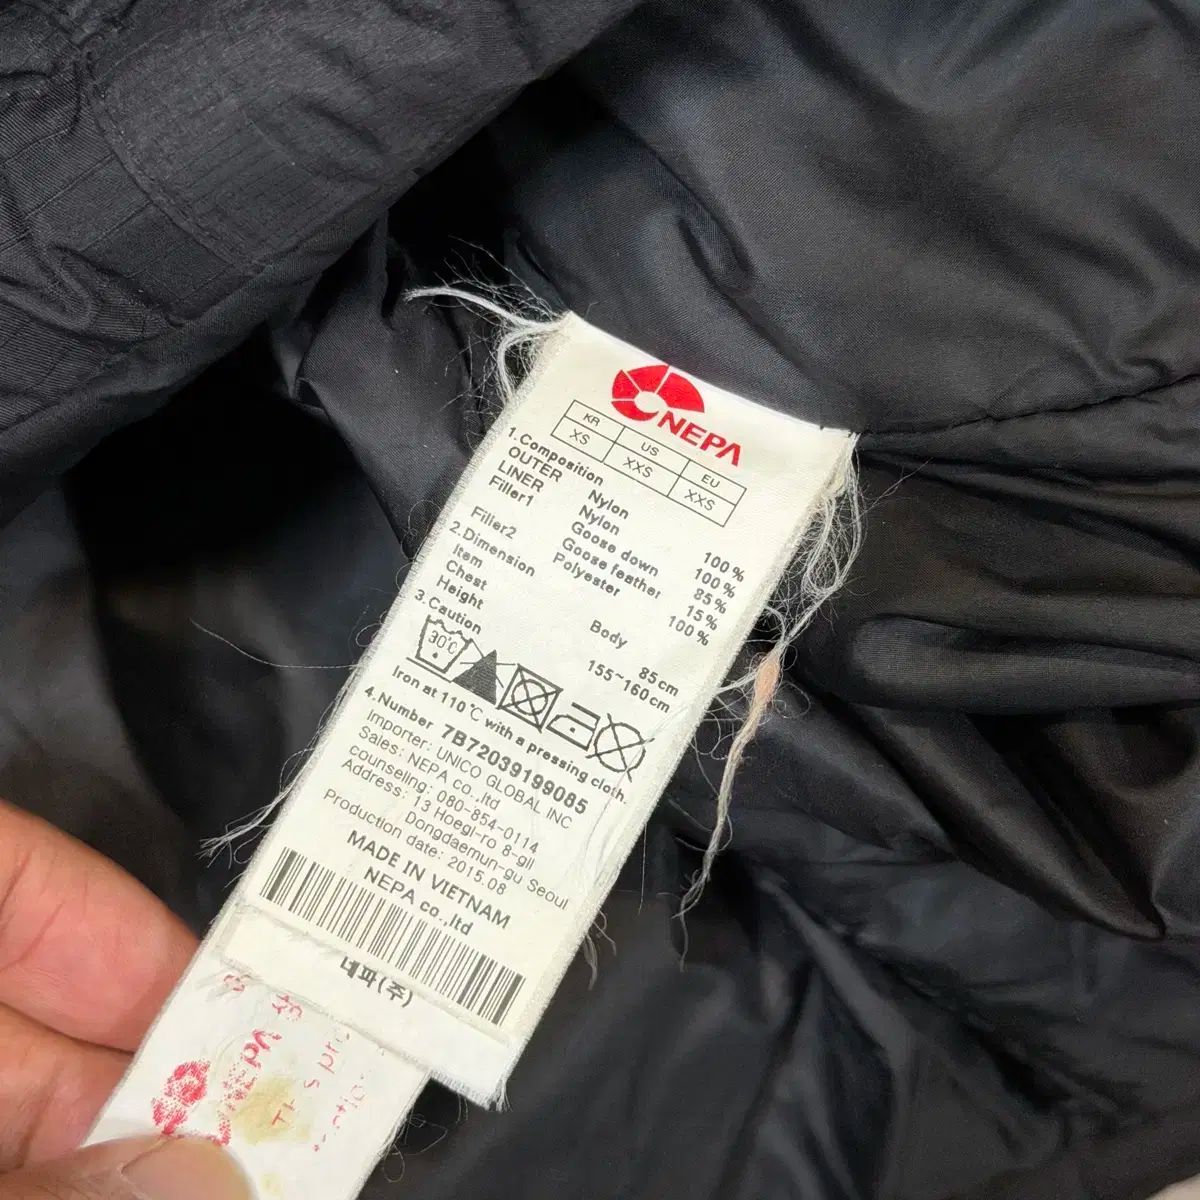 NEPA
KR US EU
XS XXS XXS
1.Composition
OUTER Nylon 100%
LINER Nylon 100%
Filler1 Goose down 85%
Goose feather 15%
Filler2 Polyester 100%
2.Dimension
Item Body
Chest 85cm
Height 155~160cm
3.Caution
30℃
Iron at 110℃ with a pressing cloth.
4.Number 7B72039199085
Importer: UNICO GLOBAL INC
Sales: NEPA co.,ltd
counseling: 080-854-0114
Address: 13 Hoegi-ro 8-gil
Dongdaemun-gu Seoul
Production date: 2015.08
MADE IN VIETNAM
NEPA co.,ltd
네파(주)
NEPA